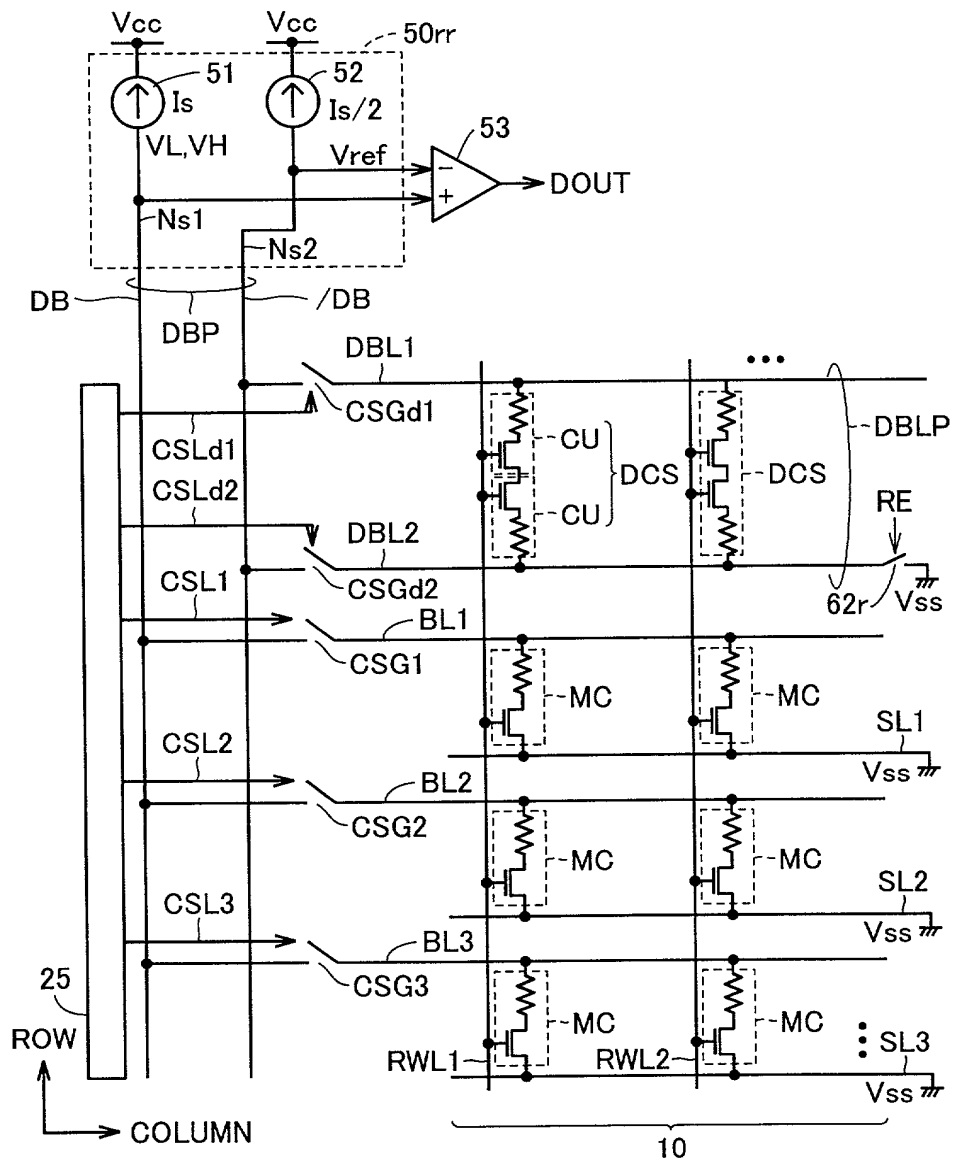 Vcc Vcc
50rr
51 52
Is Is/2
VL,VH
53
Vref
− +
DOUT
Ns1
Ns2
DB /DB
DBP
DBL1
•••
CSGd1
CSLd1
CU
DCS
DCS
DBLP
CSLd2
CU
RE
DBL2
CSL1
CSGd2
62r Vss
BL1
CSG1
MC MC
SL1
CSL2
Vss
BL2
CSG2
MC MC
SL2
CSL3
Vss
BL3
25
CSG3
MC MC
ROW
RWL1 RWL2
SL3
Vss
COLUMN
10